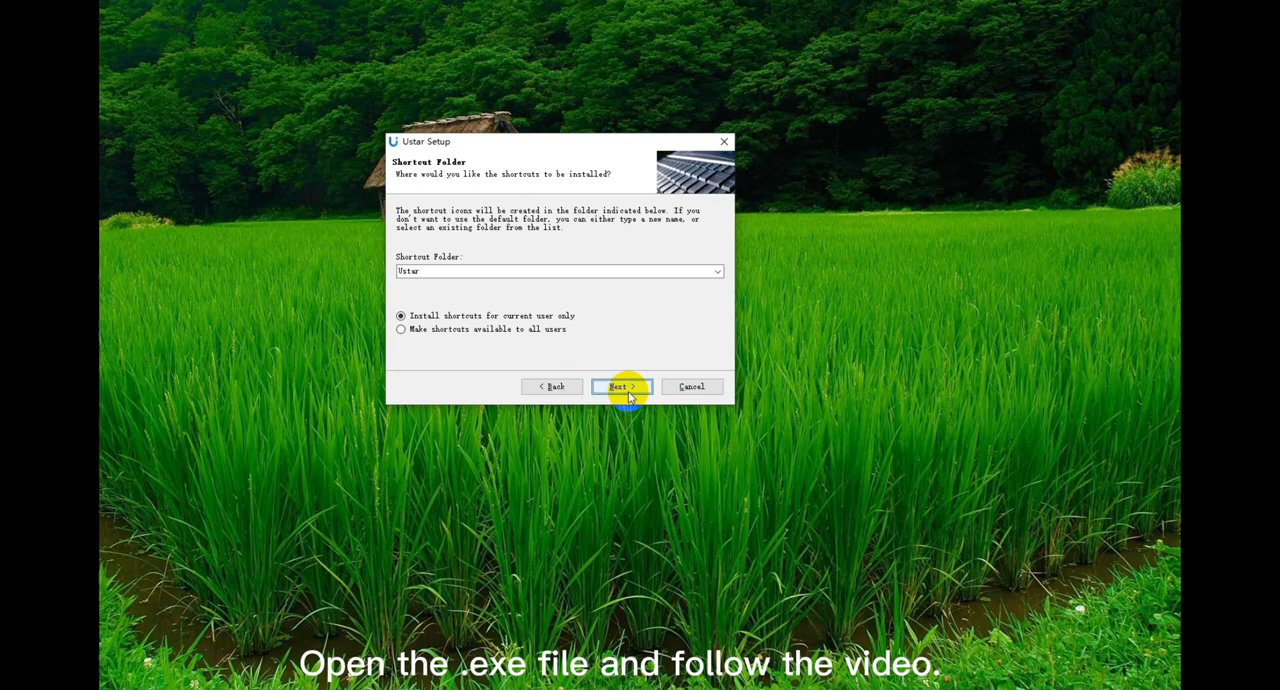 Ustar Setup
Shortcut Folder
Where would you like the shortcuts to be installed?
The shortcut icons will be created in the folder indicated below. If you
don't want to use the default folder, you can either type a new name, or
select an existing folder from the list.
Shortcut Folder:
Ustar
Install shortcuts for current user only
Make shortcuts available to all users
< Back
Next >
Cancel
Open the .exe file and follow the video.